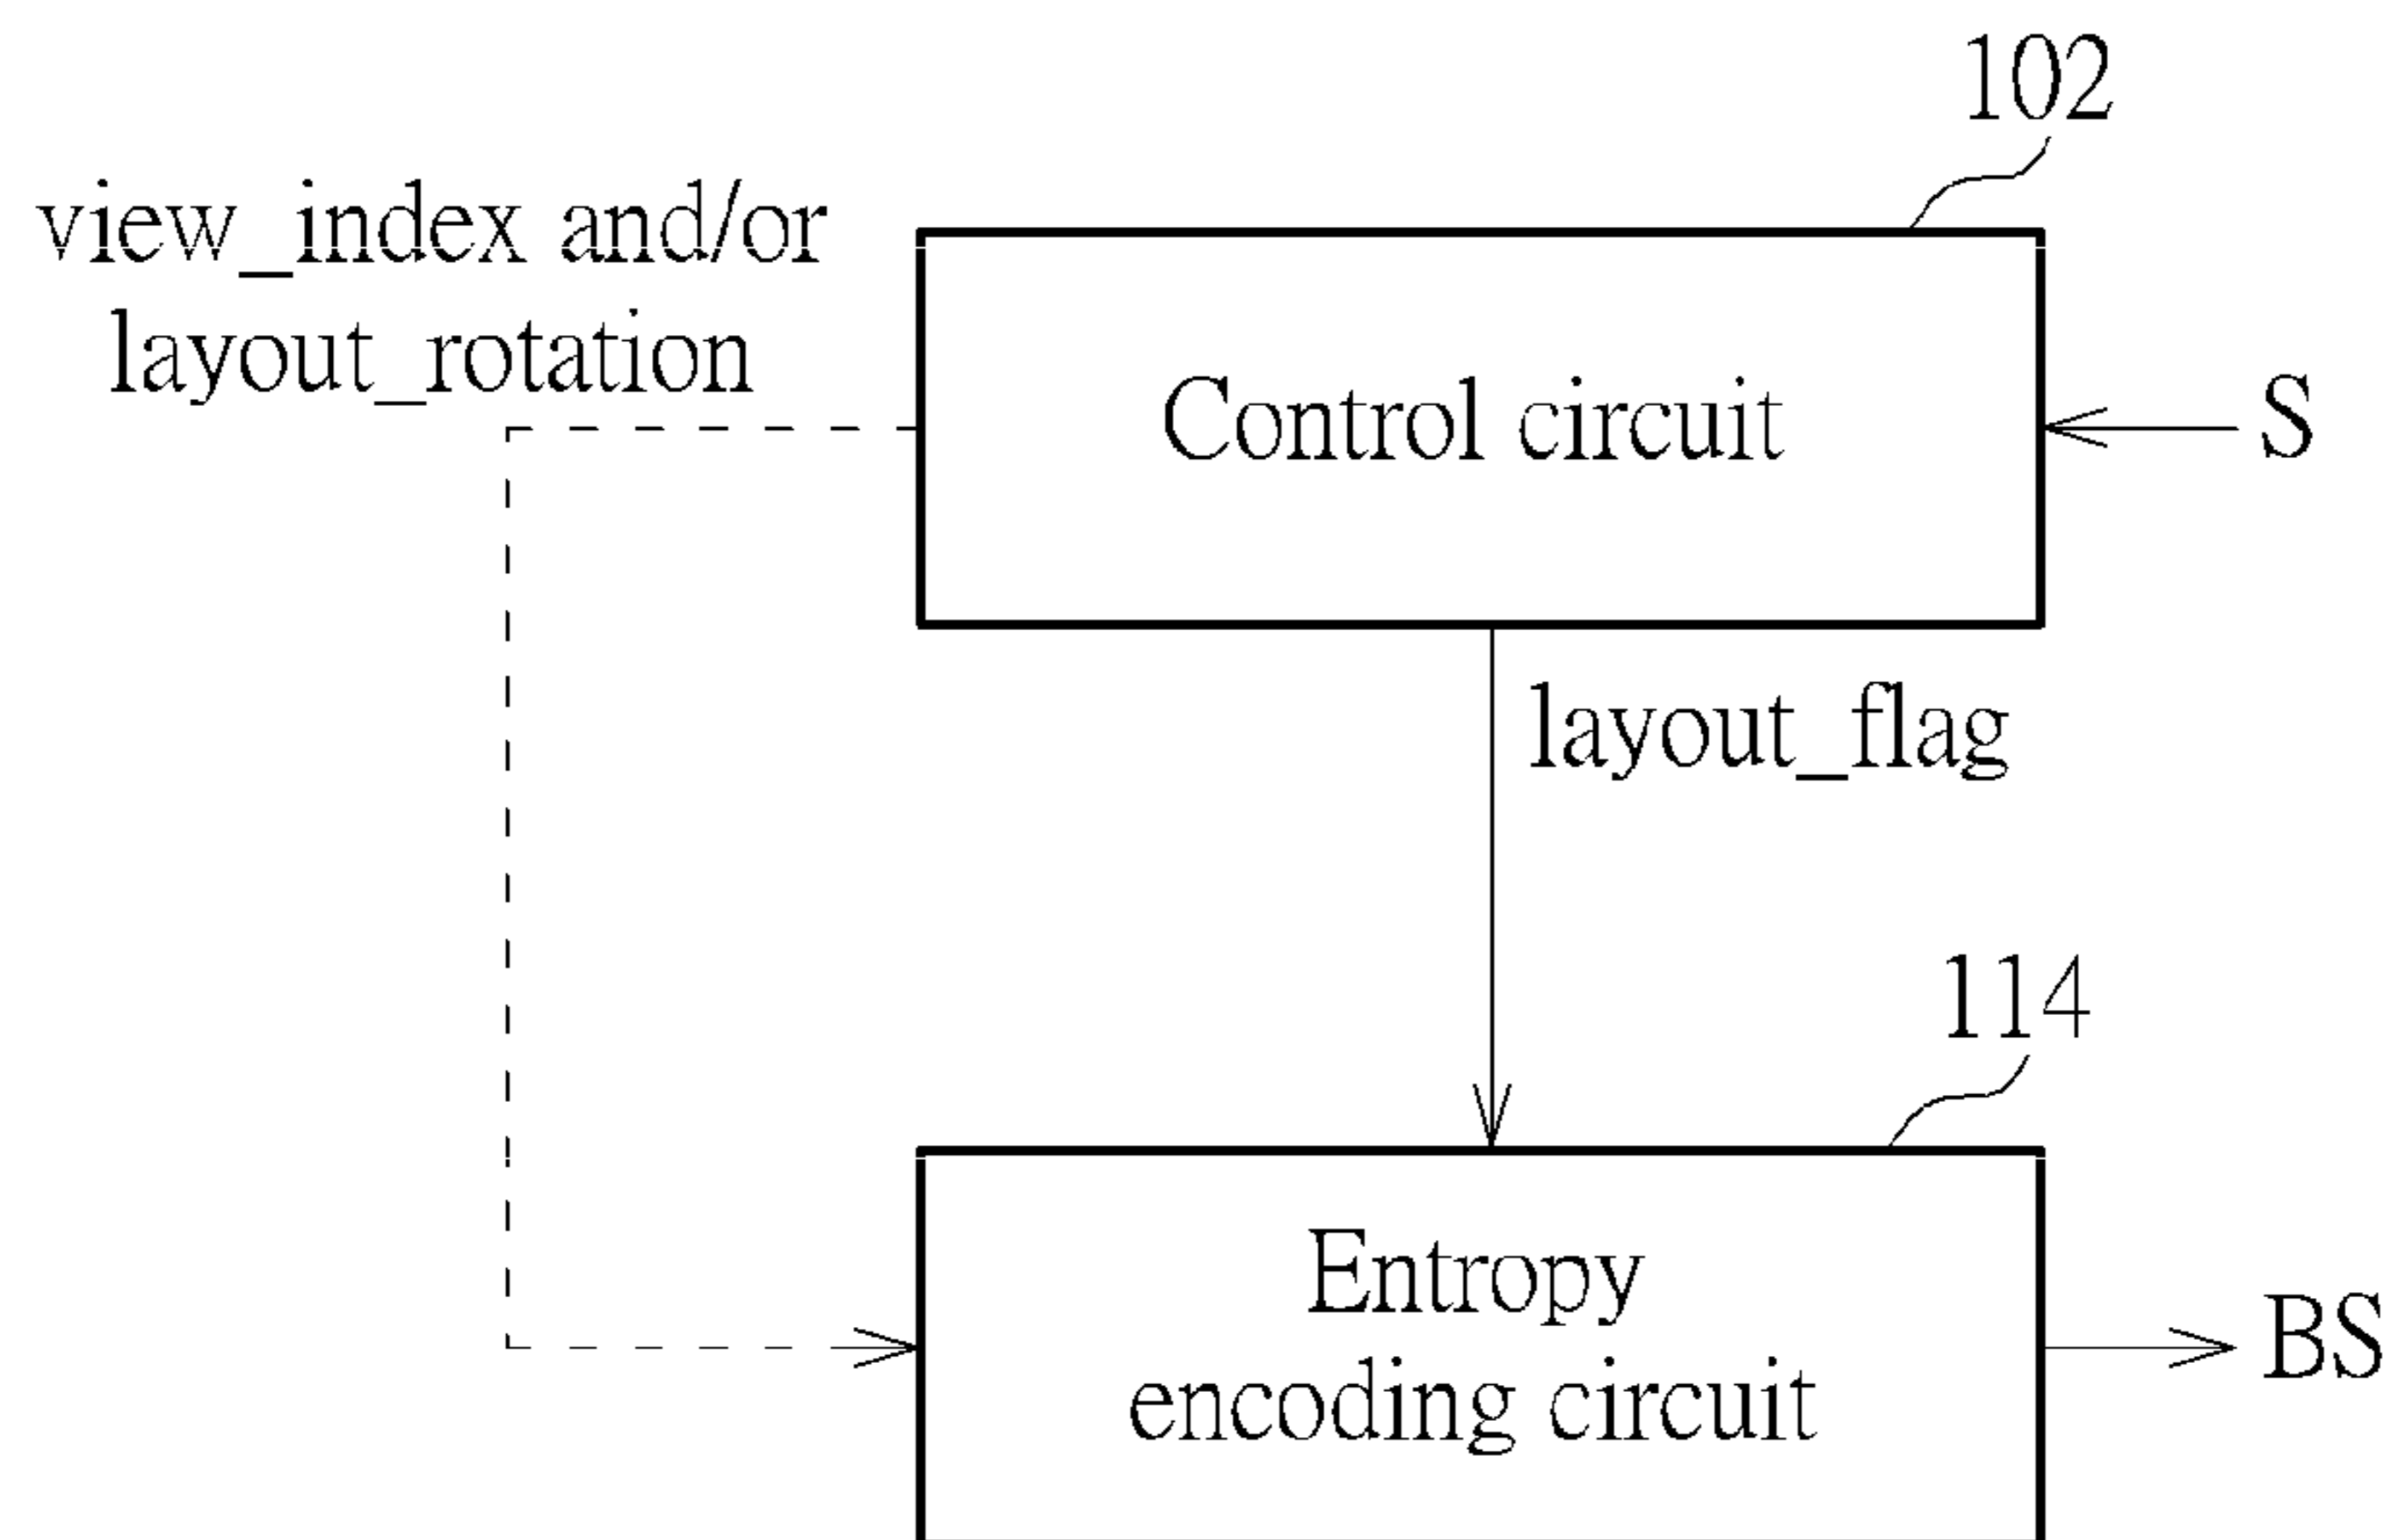 102
view_index and/or
layout_rotation
Control circuit
S
layout_flag
114
Entropy
encoding circuit
BS